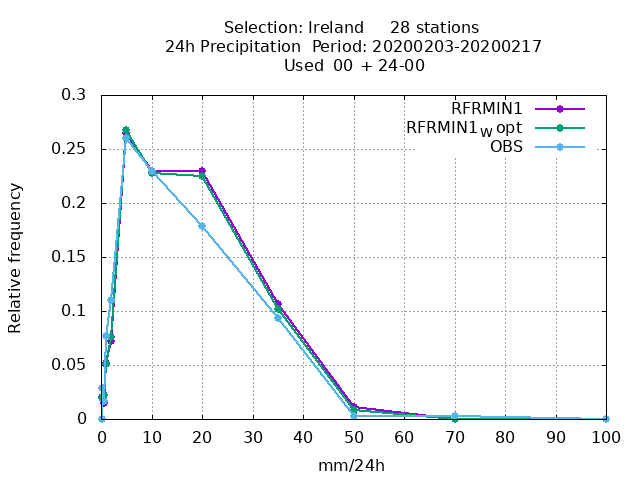 Selection: Ireland 28 stations
24h Precipitation Period: 20200203-20200217
Used 00 + 24-00
RFRMIN1
RFRMIN1W opt
OBS
Relative frequency
0.3
0.25
0.2
0.15
0.1
0.05
0
0 10 20 30 40 50 60 70 80 90 100
mm/24h